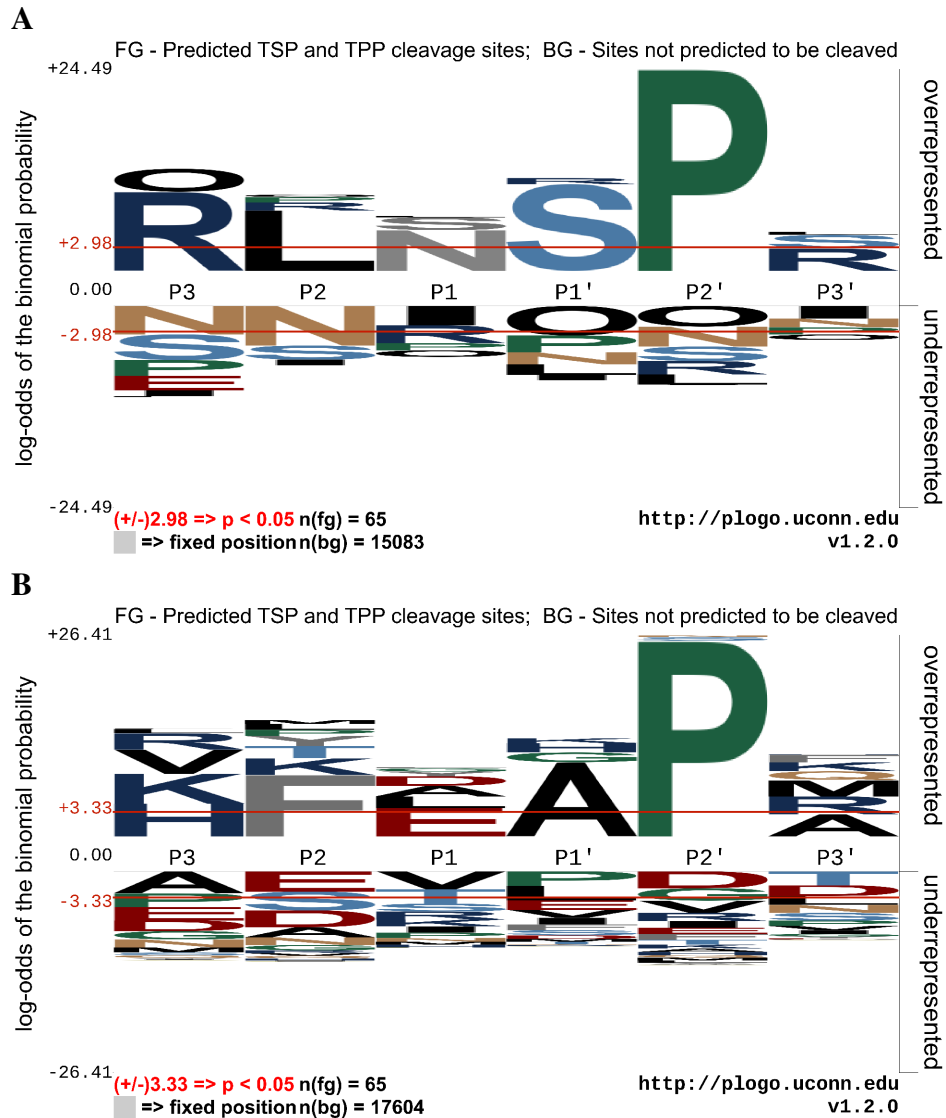 A
FG - Predicted TSP and TPP cleavage sites; BG - Sites not predicted to be cleaved
+24.49
log-odds of the binomial probability
overrepresented
O
R
L
S
N
S
P
S
R
+2.98
0.00
P3 P2 P1 P1' P2' P3'
-2.98
N N R O O N
S S P N
P N S
E R
underrepresented
-24.49
(+/-)2.98 => p < 0.05 n(fg) = 65
=> fixed position n(bg) = 15083
http://plogo.uconn.edu
v1.2.0
B
FG - Predicted TSP and TPP cleavage sites; BG - Sites not predicted to be cleaved
+26.41
log-odds of the binomial probability
overrepresented
R
V
K
H
Y
K
F
E
G
A
P
M
R
A
+3.33
0.00
P3 P2 P1 P1' P2' P3'
-3.33
underrepresented
-26.41
(+/-)3.33 => p < 0.05 n(fg) = 65
=> fixed position n(bg) = 17604
http://plogo.uconn.edu
v1.2.0